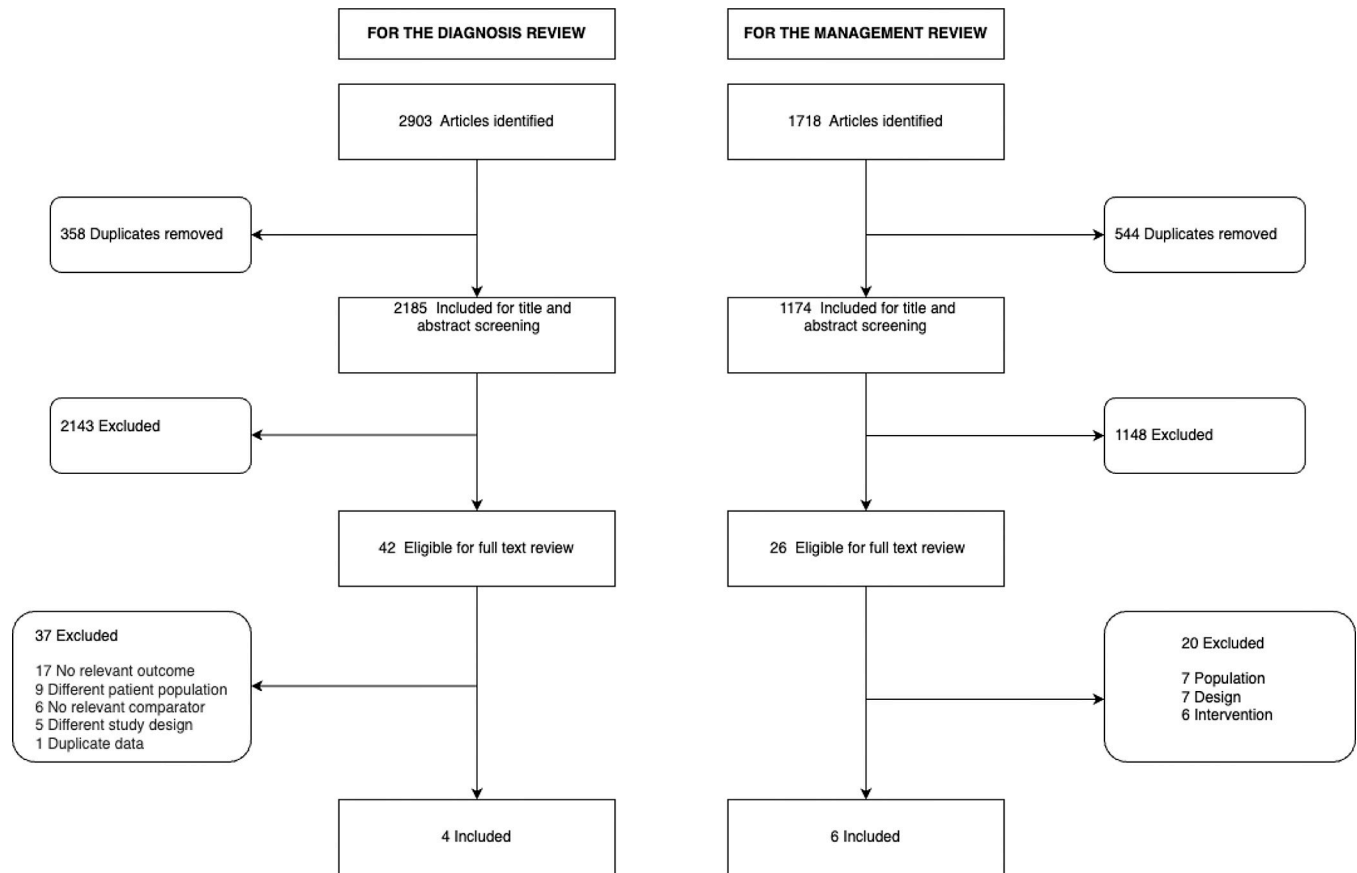 FOR THE DIAGNOSIS REVIEW
2903 Articles identified
358 Duplicates removed
2185 Included for title and
abstract screening
2143 Excluded
42 Eligible for full text review
37 Excluded
17 No relevant outcome
9 Different patient population
6 No relevant comparator
5 Different study design
1 Duplicate data
4 Included
FOR THE MANAGEMENT REVIEW
1718 Articles identified
544 Duplicates removed
1174 Included for title and
abstract screening
1148 Excluded
26 Eligible for full text review
20 Excluded
7 Population
7 Design
6 Intervention
6 Included